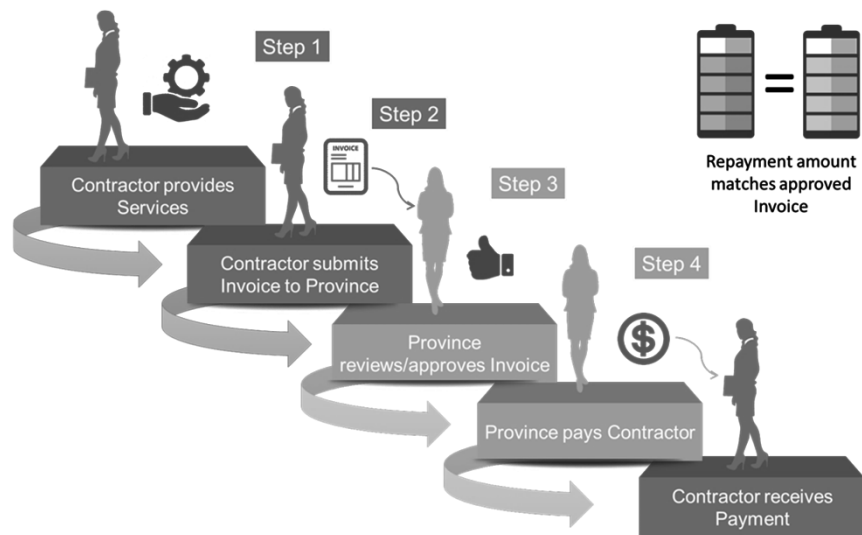 Step 1
Contractor provides
Services
Step 2
INVOICE
Contractor submits
Invoice to Province
Step 3
Province
reviews/approves Invoice
Step 4
$
Province pays Contractor
Contractor receives
Payment
=
Repayment amount
matches approved
Invoice